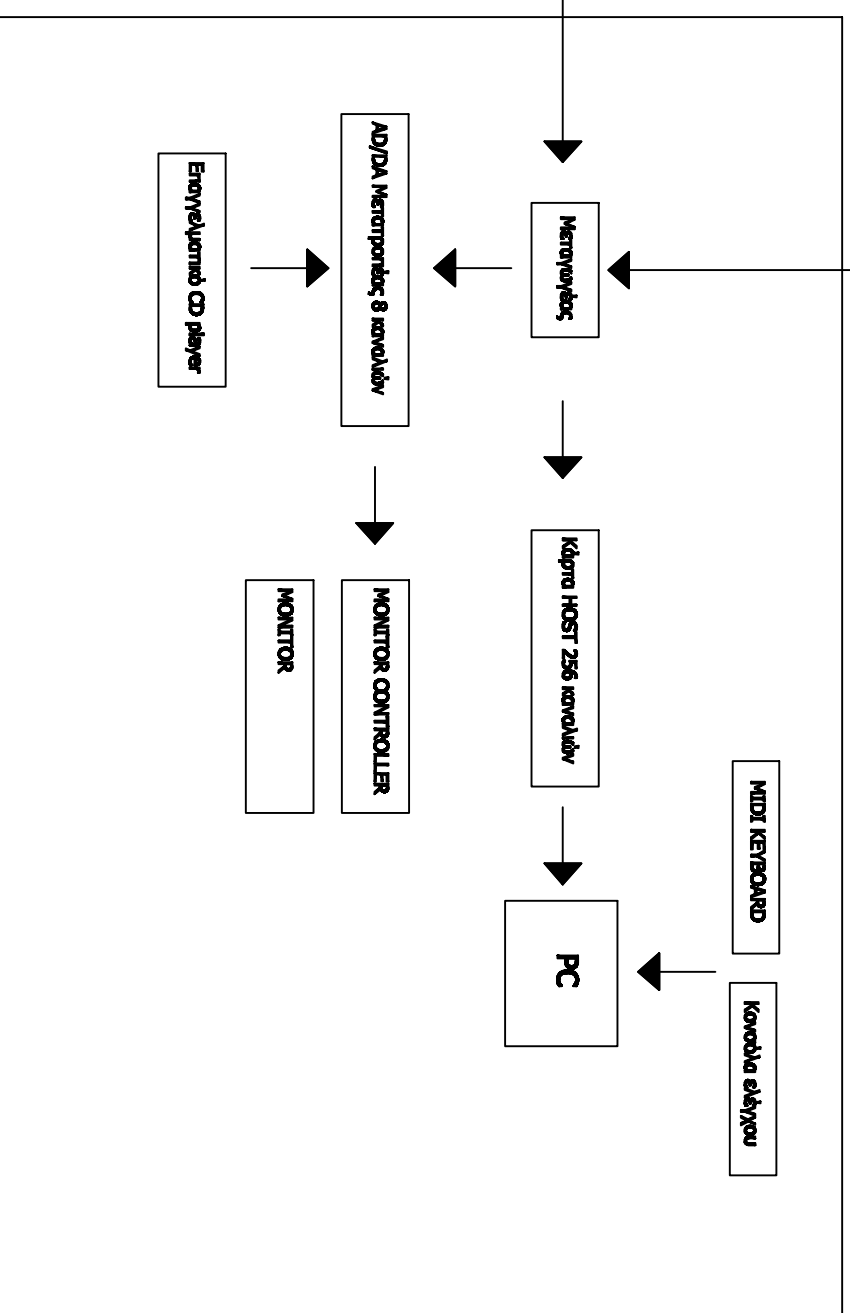 MIDI KEYBOARD
Κονσόλα ελέγχου
Μεταγωγέας
Κάρτα HOST 256 καναλιών
PC
AD/DA Μετατροπέας 8 καναλιών
MONITOR CONTROLLER
MONITOR
Επαγγελματικό CD player